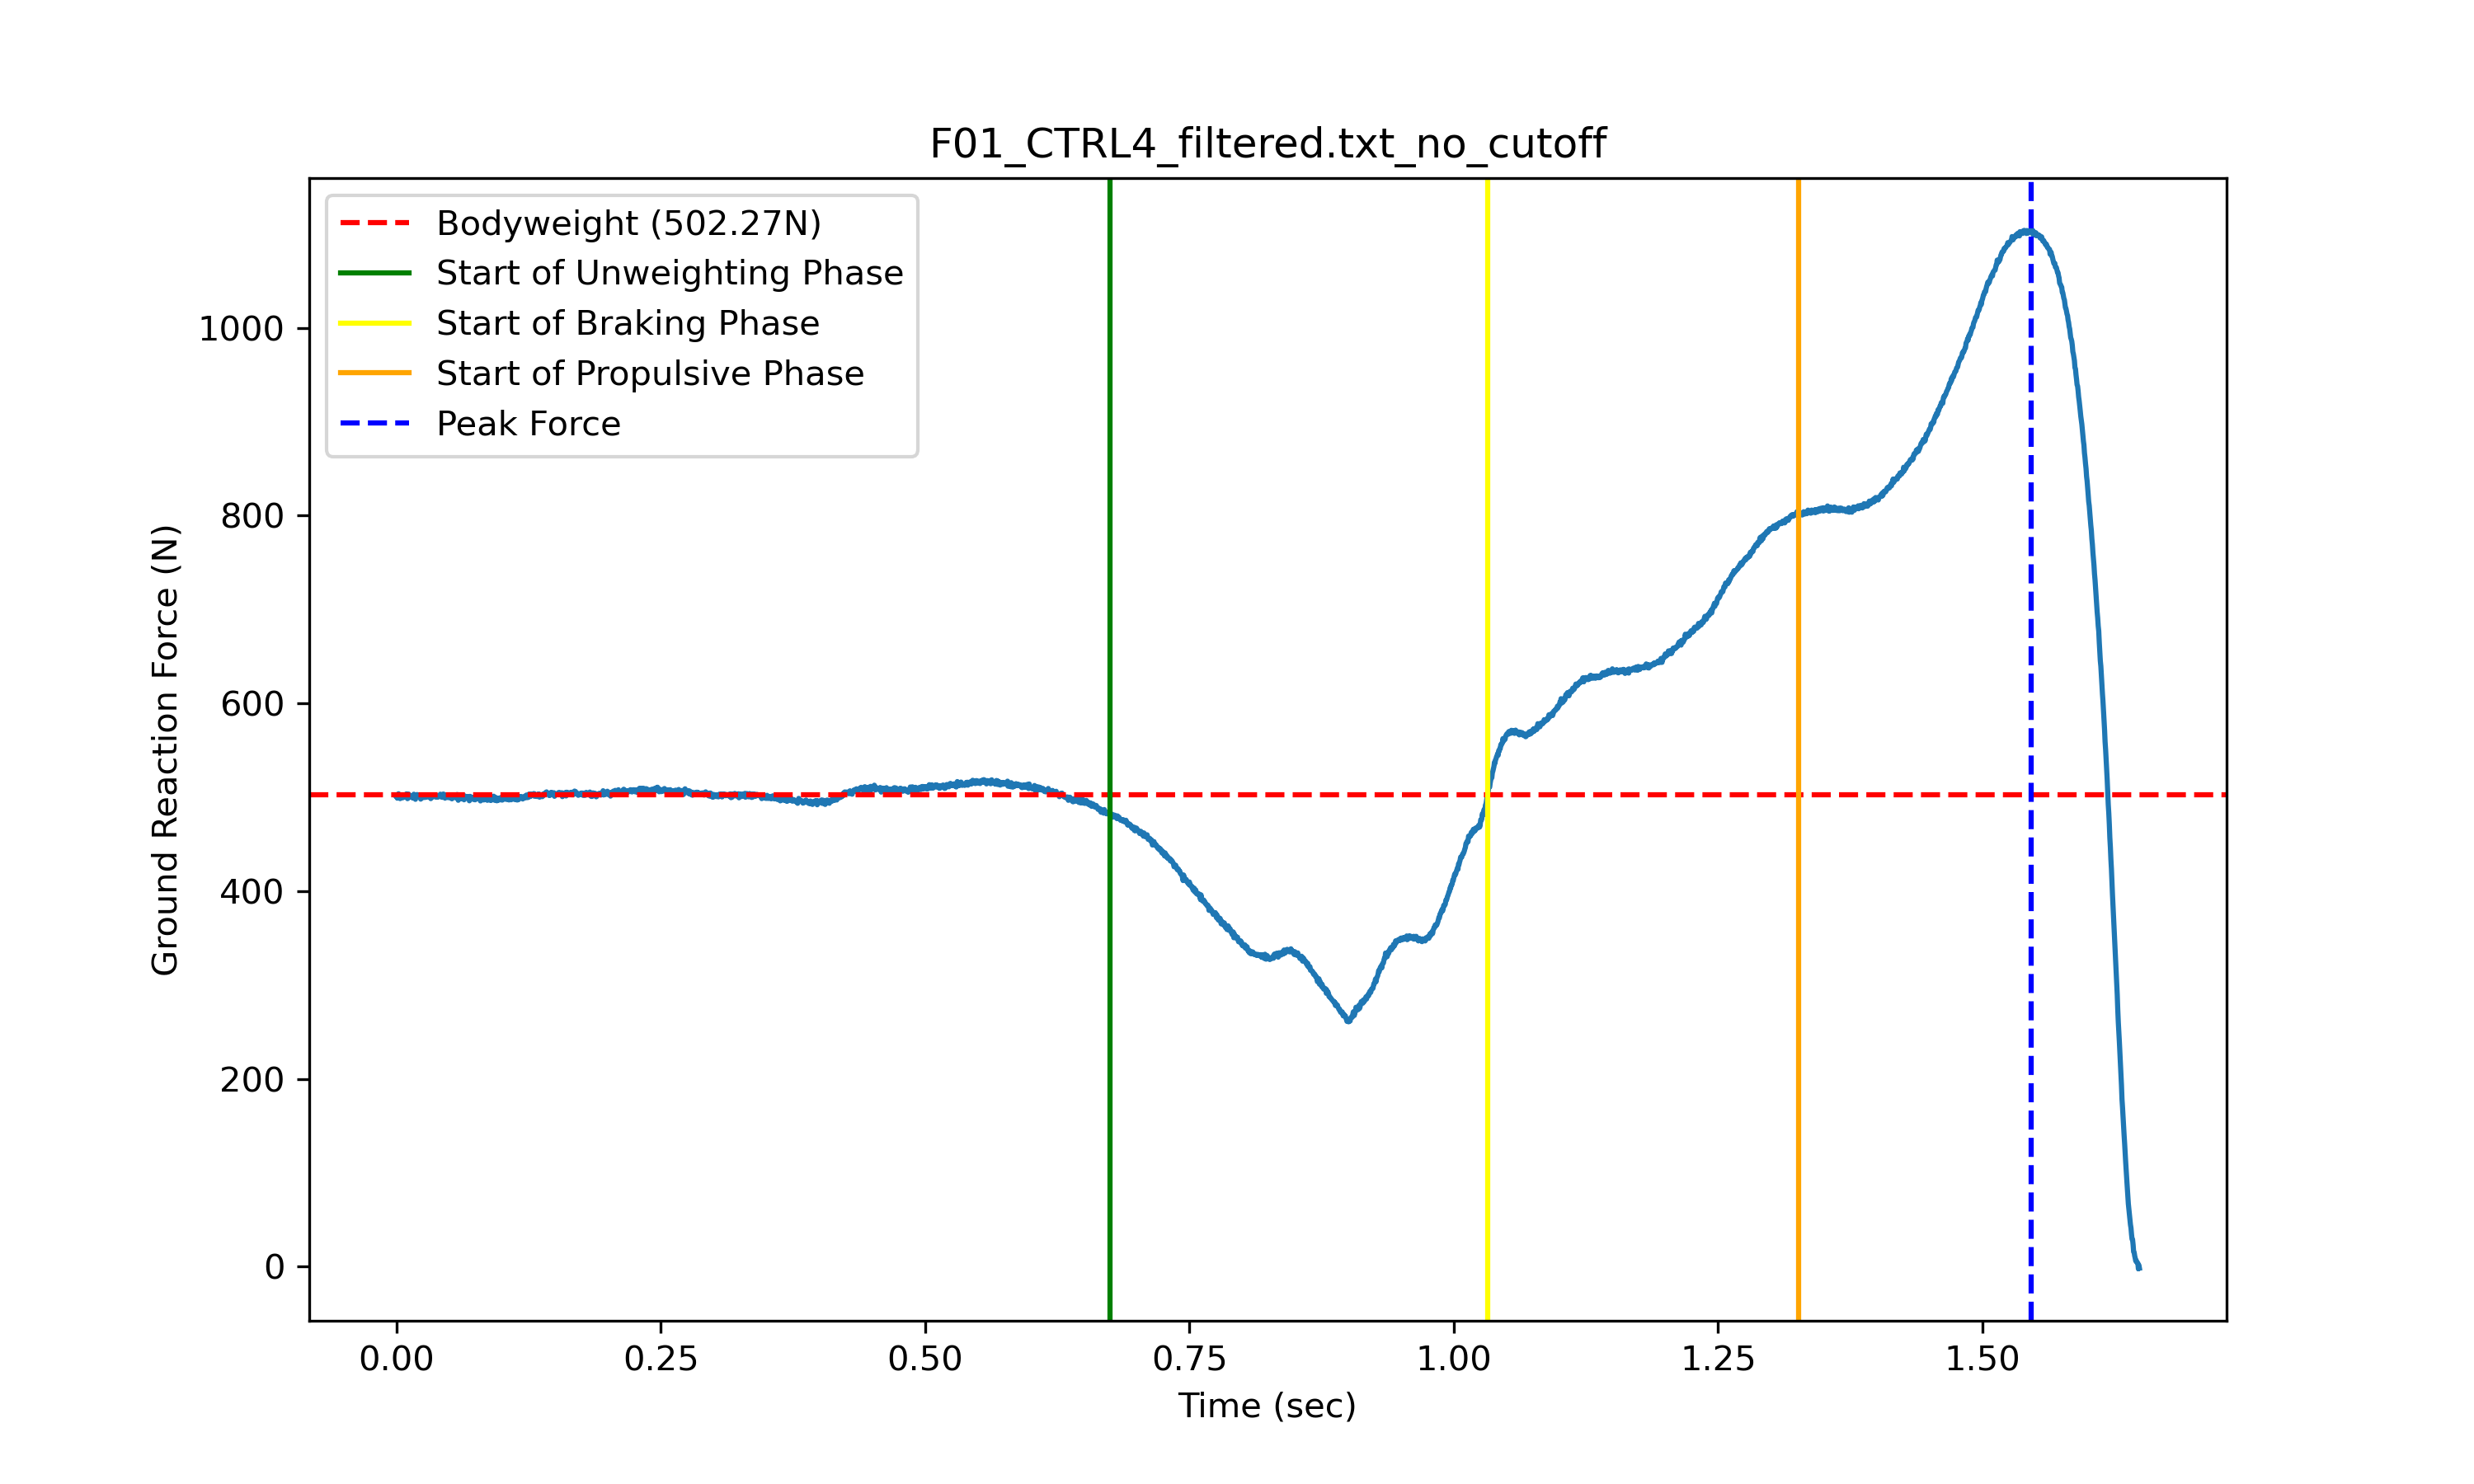 F01_CTRL4_filtered.txt_no_cutoff
Bodyweight (502.27N)
Start of Unweighting Phase
Start of Braking Phase
Start of Propulsive Phase
Peak Force
Ground Reaction Force (N)
1000
800
600
400
200
0
0.00 0.25 0.50 0.75 1.00 1.25 1.50
Time (sec)